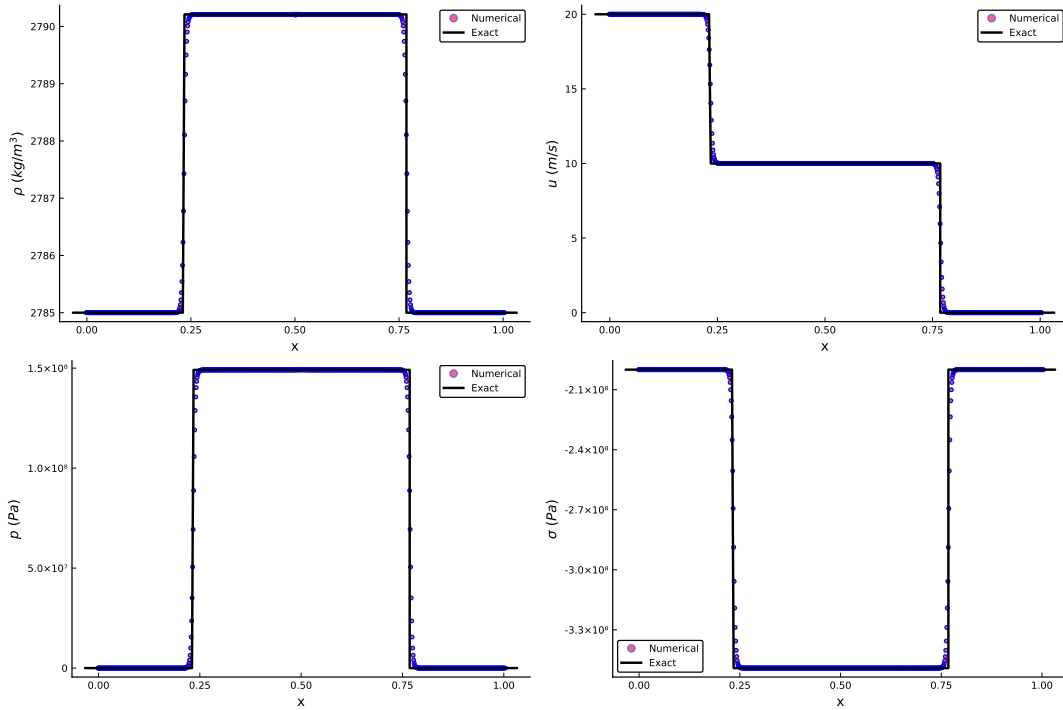 2790
2789
2788
2787
2786
2785
ρ (kg/m³)
0.00
0.25
0.50
0.75
1.00
x
Numerical
Exact
20
15
10
5
0
u (m/s)
0.00
0.25
0.50
0.75
1.00
x
Numerical
Exact
1.5×10⁸
1.0×10⁸
5.0×10⁷
0
p (Pa)
0.00
0.25
0.50
0.75
1.00
x
Numerical
Exact
-2.1×10⁸
-2.4×10⁸
-2.7×10⁸
-3.0×10⁸
-3.3×10⁸
σ (Pa)
0.00
0.25
0.50
0.75
1.00
x
Numerical
Exact